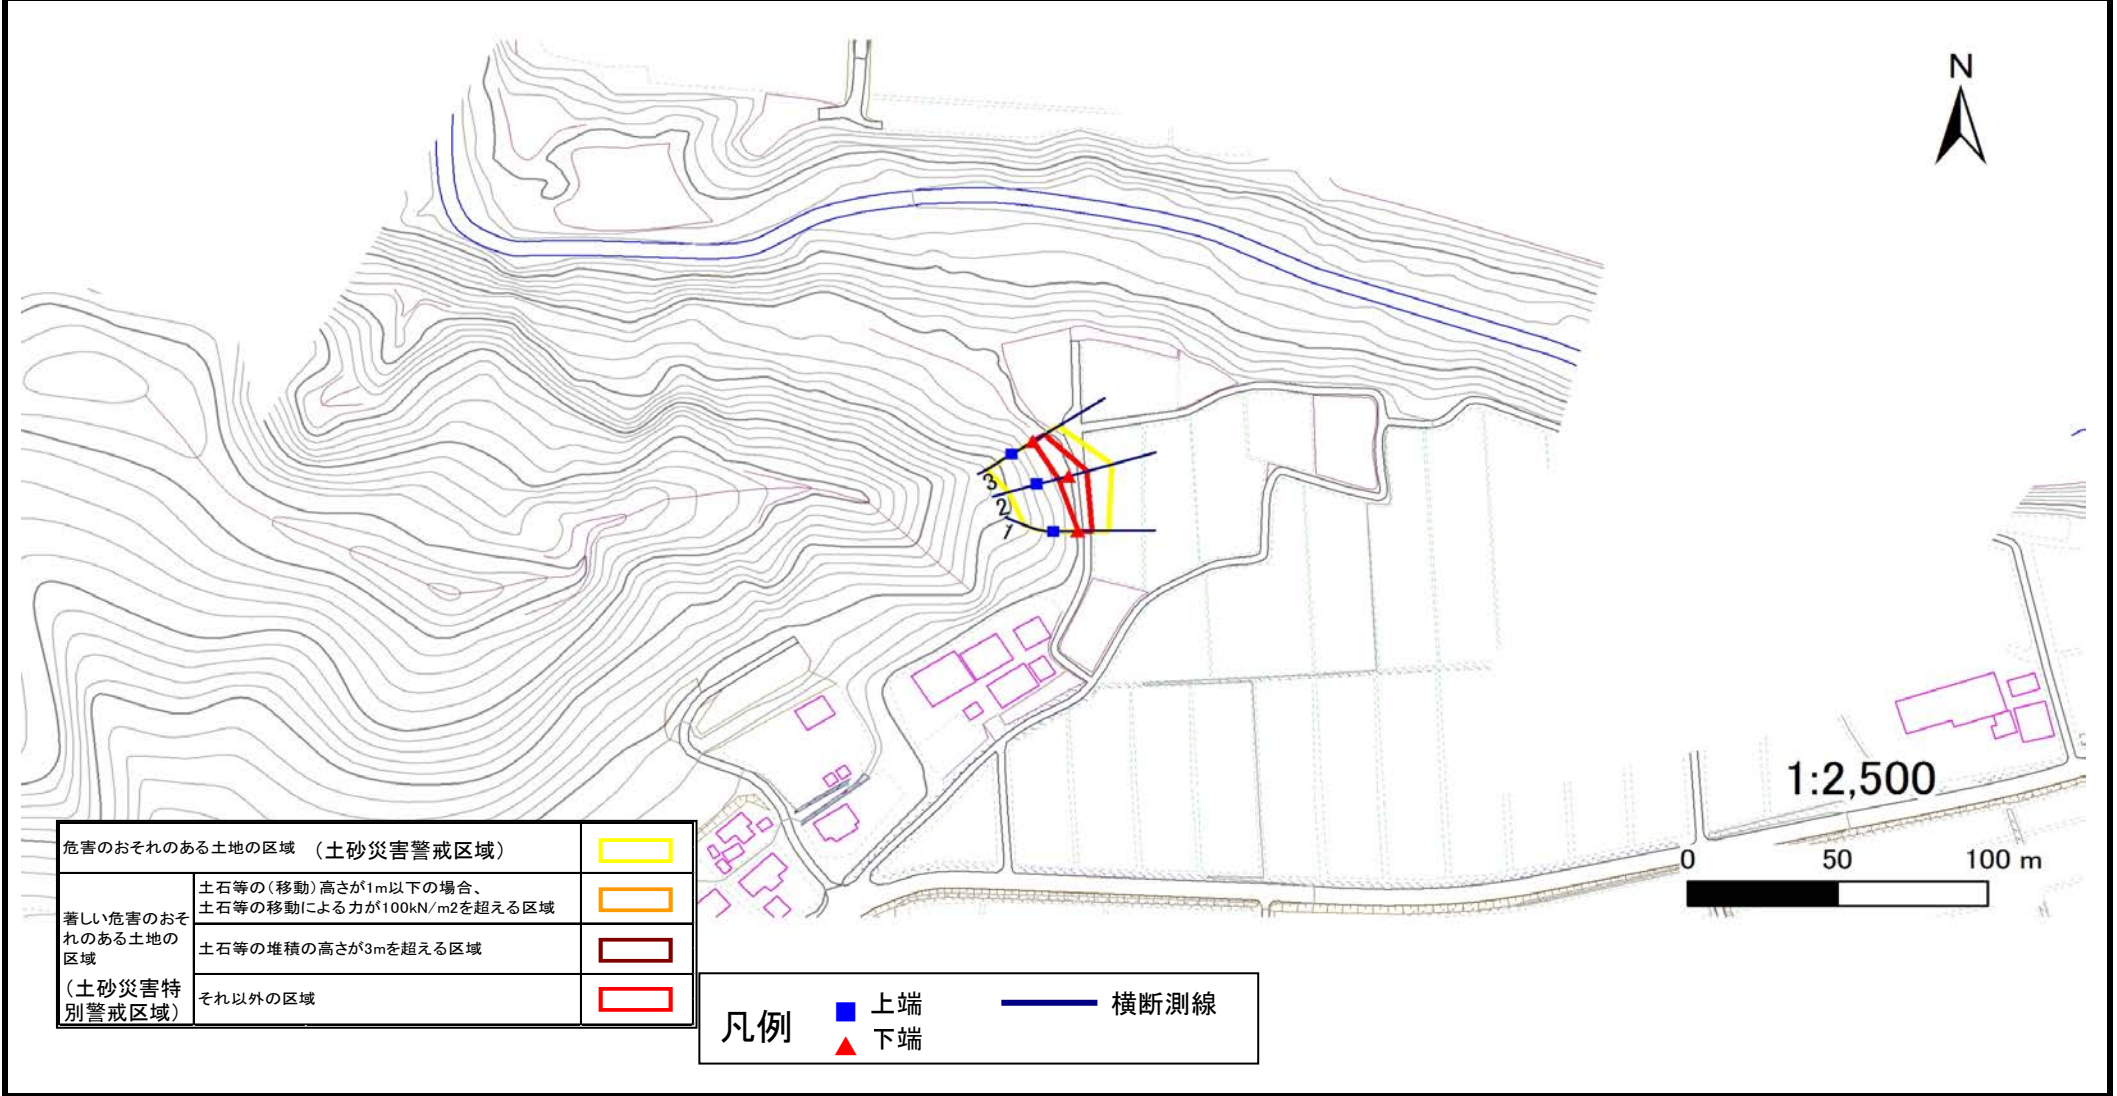 N
3
2
1
1:2,500
0 50 100 m
危害のおそれのある土地の区域 （土砂災害警戒区域）
著しい危害のおそ
れのある土地の
区域
（土砂災害特
別警戒区域）
土石等の（移動）高さが1m以下の場合、
土石等の移動による力が100kN/m2を超える区域
土石等の堆積の高さが3mを超える区域
それ以外の区域
凡例
上端
下端
横断測線